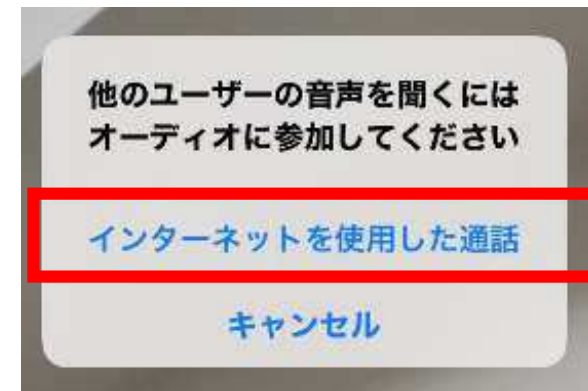 他のユーザーの音声を聞くには
オーディオに参加してください
インターネットを使用した通話
キャンセル